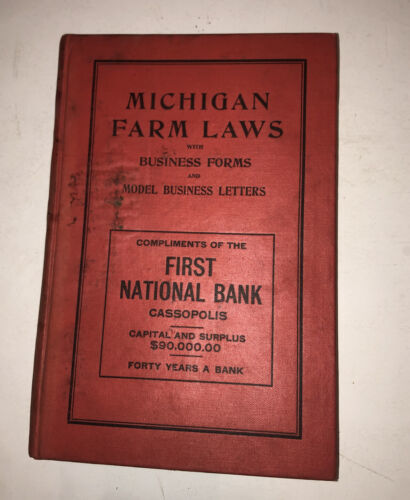 MICHIGAN
FARM LAWS
WITH
BUSINESS FORMS
AND
MODEL BUSINESS LETTERS
COMPLIMENTS OF THE
FIRST
NATIONAL BANK
CASSOPOLIS
CAPITAL AND SURPLUS
$90.000.00
FORTY YEARS A BANK